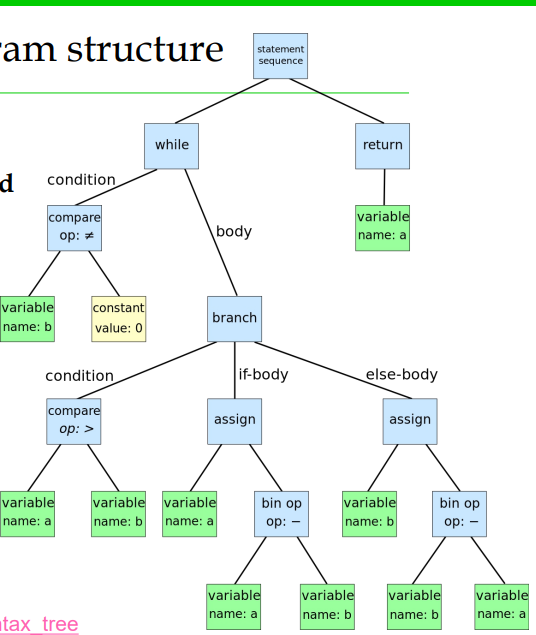 ram structure
statement
sequence
while
return
d
condition
compare
op: ≠
body
variable
name: a
variable
name: b
constant
value: 0
branch
condition
if-body
else-body
compare
op: >
assign
assign
variable
name: a
variable
name: b
variable
name: a
bin op
op: −
variable
name: b
bin op
op: −
variable
name: a
variable
name: b
variable
name: b
variable
name: a
ntax_tree